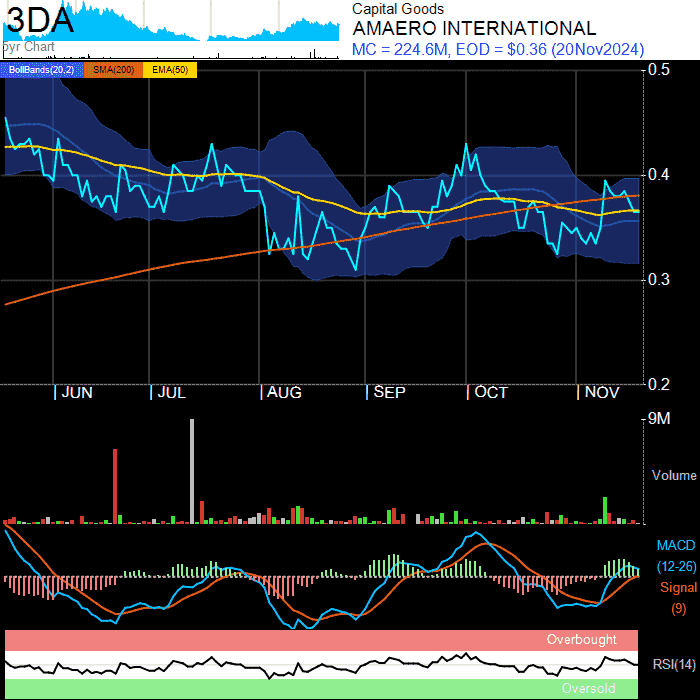 3DA
5yr Chart
Capital Goods
AMAERO INTERNATIONAL
MC = 224.6M, EOD = $0.36 (20Nov2024)
BollBands(20,2) SMA(200) EMA(50)
0.5
0.4
0.3
0.2
JUN JUL AUG SEP OCT NOV
9M
Volume
MACD
(12-26)
Signal
(9)
Overbought
RSI(14)
Oversold